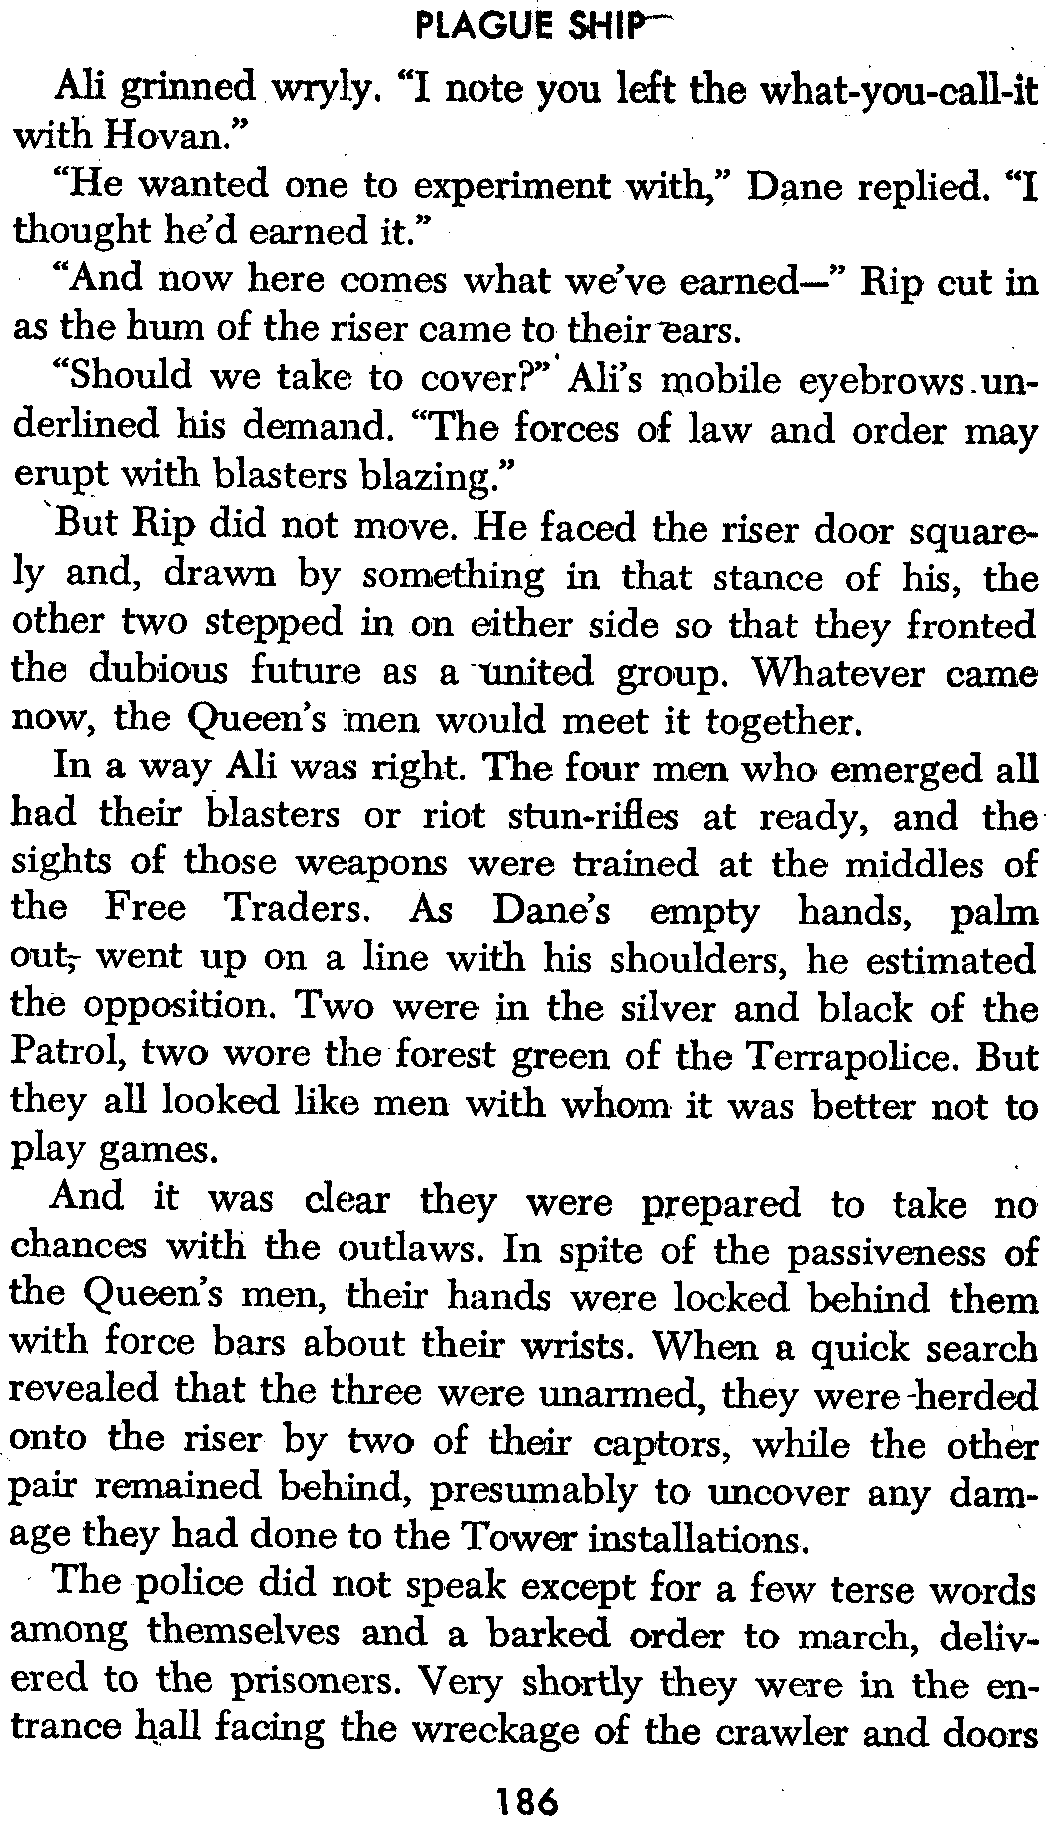 PLAGUE SHIP
Ali grinned wryly. “I note you left the what-you-call-it
with Hovan.”
“He wanted one to experiment with,” Dane replied. “I
thought he’d earned it.”
“And now here comes what we’ve earned—” Rip cut in
as the hum of the riser came to their ears.
“Should we take to cover?” Ali’s mobile eyebrows un-
derlined his demand. “The forces of law and order may
erupt with blasters blazing.”
But Rip did not move. He faced the riser door square-
ly and, drawn by something in that stance of his, the
other two stepped in on either side so that they fronted
the dubious future as a united group. Whatever came
now, the Queen’s men would meet it together.
In a way Ali was right. The four men who emerged all
had their blasters or riot stun-rifles at ready, and the
sights of those weapons were trained at the middles of
the Free Traders. As Dane’s empty hands, palm
out, went up on a line with his shoulders, he estimated
the opposition. Two were in the silver and black of the
Patrol, two wore the forest green of the Terrapolice. But
they all looked like men with whom it was better not to
play games.
And it was clear they were prepared to take no
chances with the outlaws. In spite of the passiveness of
the Queen’s men, their hands were locked behind them
with force bars about their wrists. When a quick search
revealed that the three were unarmed, they were herded
onto the riser by two of their captors, while the other
pair remained behind, presumably to uncover any dam-
age they had done to the Tower installations.
The police did not speak except for a few terse words
among themselves and a barked order to march, deliv-
ered to the prisoners. Very shortly they were in the en-
trance hall facing the wreckage of the crawler and doors
186